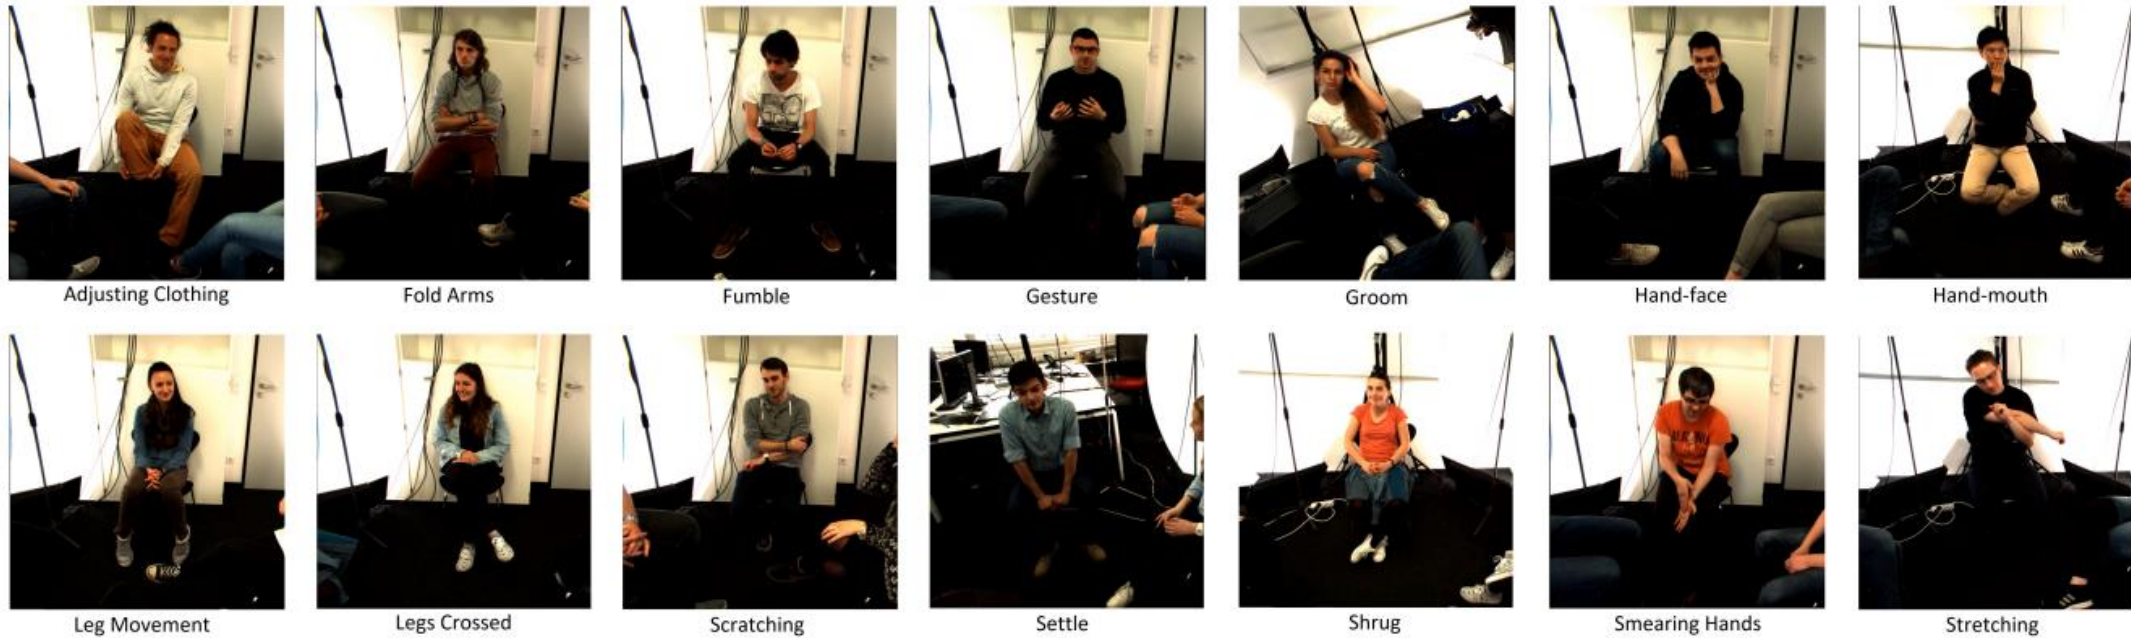 Adjusting Clothing
Fold Arms
Fumble
Gesture
Groom
Hand-face
Hand-mouth
Leg Movement
Legs Crossed
Scratching
Settle
Shrug
Smearing Hands
Stretching